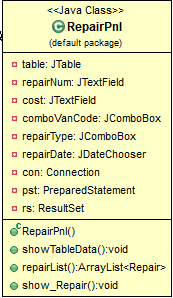 <<Java Class>>
RepairPnl
(default package)
table: JTable
repairNum: JTextField
cost: JTextField
comboVanCode: JComboBox
repairType: JComboBox
repairDate: JDateChooser
con: Connection
pst: PreparedStatement
rs: ResultSet
RepairPnl()
showTableData():void
repairList():ArrayList<Repair>
show_Repair():void